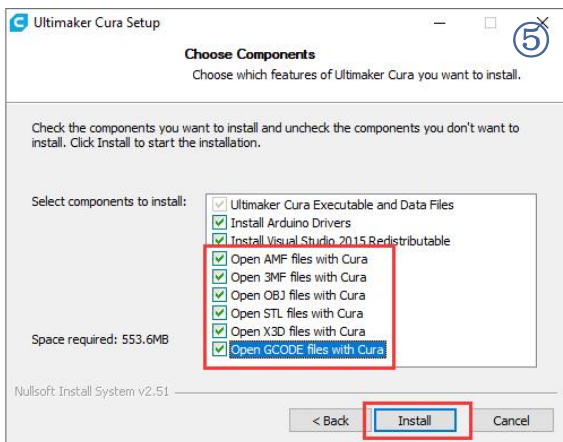 Ultimaker Cura Setup
⑤
Choose Components
Choose which features of Ultimaker Cura you want to install.
Check the components you want to install and uncheck the components you don't want to
install. Click Install to start the installation.
Select components to install:
Ultimaker Cura Executable and Data Files
Install Arduino Drivers
Install Visual Studio 2015 Redistributable
Open AMF files with Cura
Open 3MF files with Cura
Open OBJ files with Cura
Open STL files with Cura
Open X3D files with Cura
Open GCODE files with Cura
Space required: 553.6MB
Nullsoft Install System v2.51
< Back
Install
Cancel